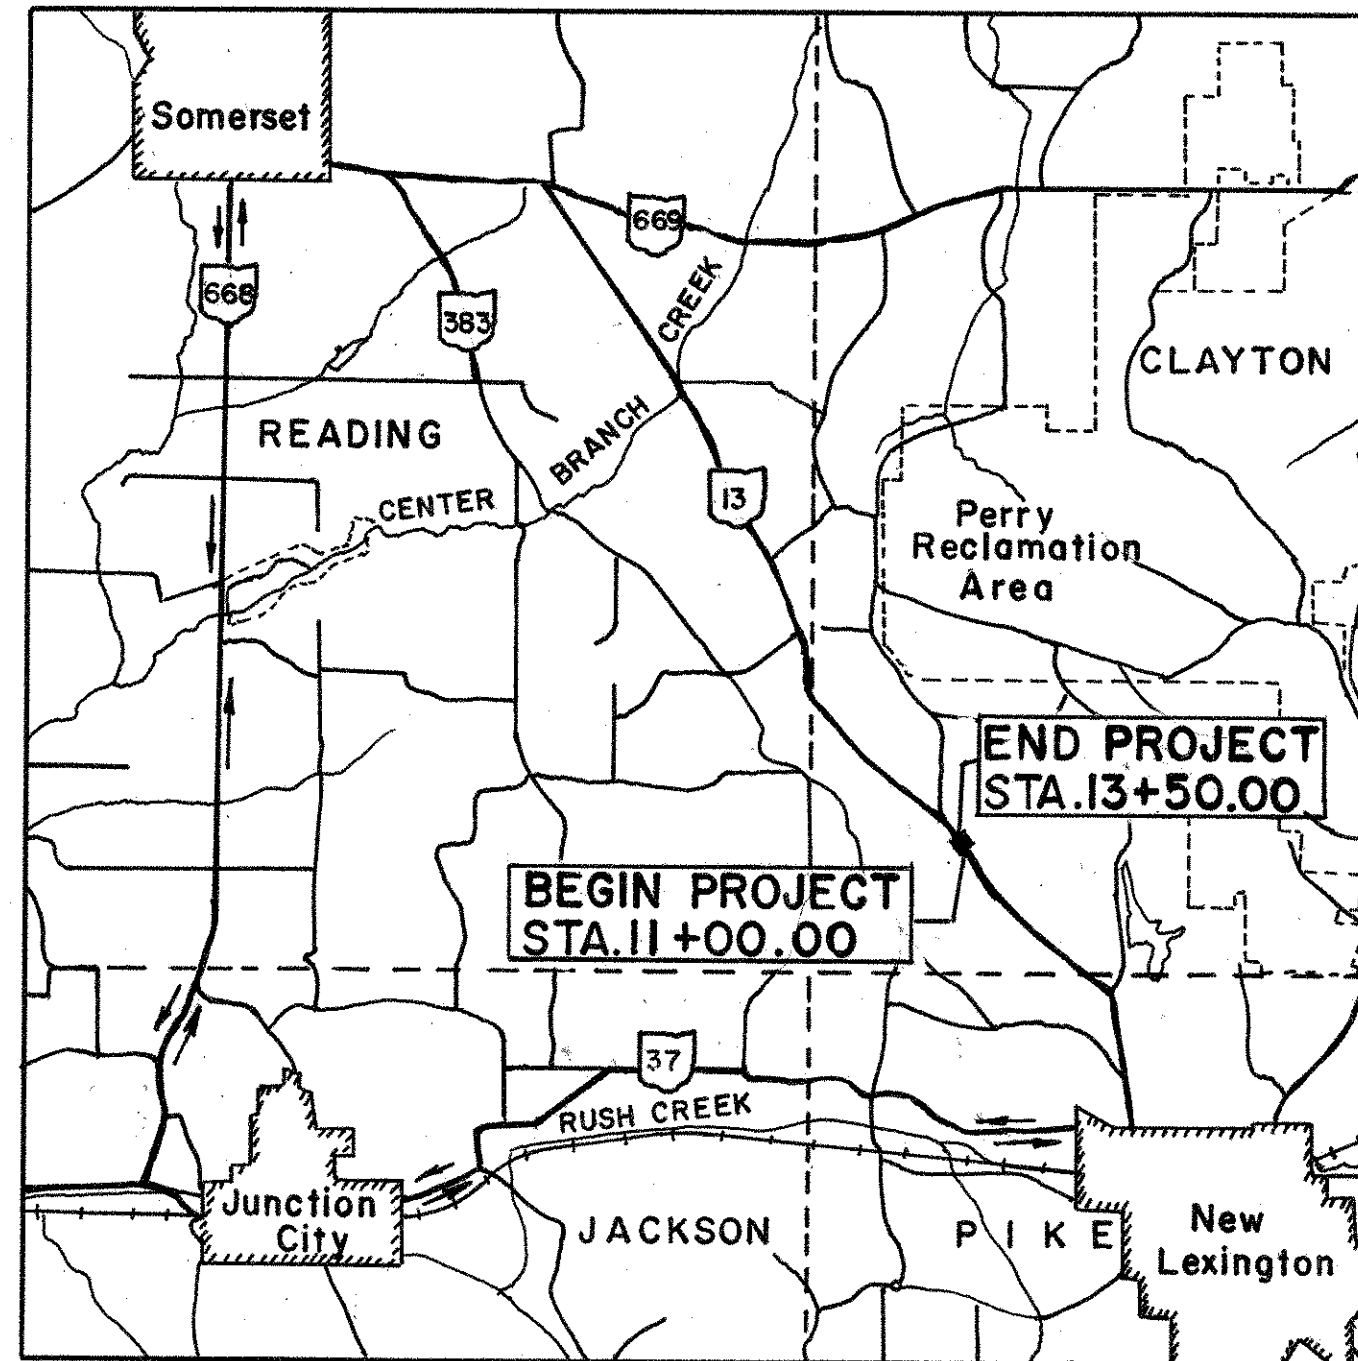 Somerset
669
668
383
CREEK
CLAYTON
READING
BRANCH
CENTER
13
Perry
Reclamation
Area
END PROJECT
STA.13+50.00
BEGIN PROJECT
STA.11+00.00
37
RUSH CREEK
Junction
City
JACKSON
PIKE
New
Lexington